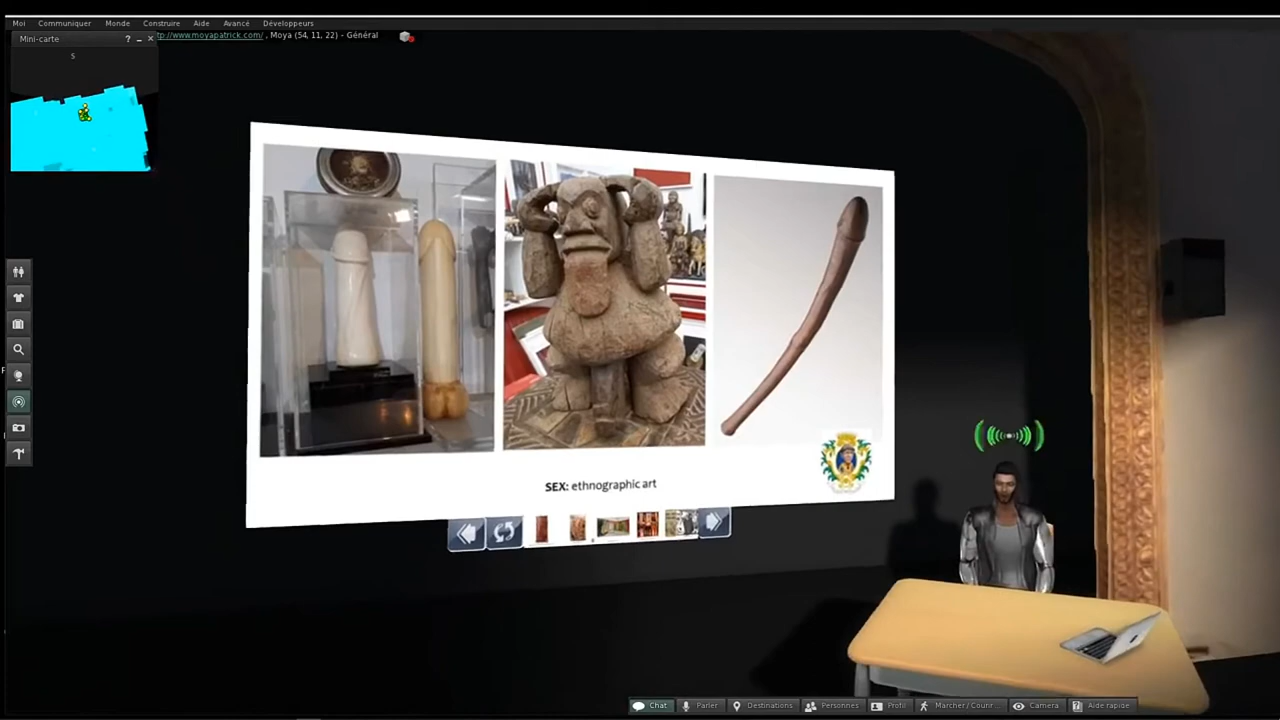 Moi Communiquer Monde Construire Aide Avancé Développeurs
Mini-carte ? _ ×
ttp://www.moyapatrick.com/ , Moya (54, 11, 22) - Général
S
SEX: ethnographic art
Chat Parler Destinations Personnes Profil Marcher / Courir... Caméra Aide rapide